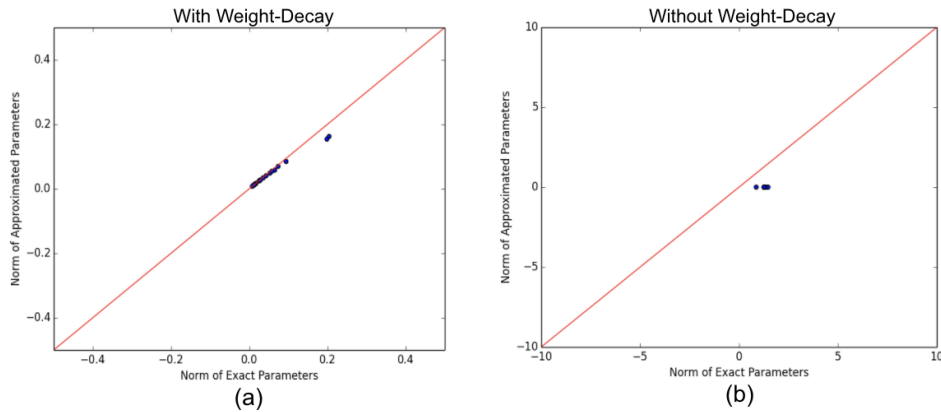 With Weight-Decay
Norm of Approximated Parameters
0.4
0.2
0.0
−0.2
−0.4
−0.4
−0.2
0.0
0.2
0.4
Norm of Exact Parameters
(a)
Without Weight-Decay
Norm of Approximated Parameters
10
5
0
−5
−10
−10
−5
0
5
10
Norm of Exact Parameters
(b)